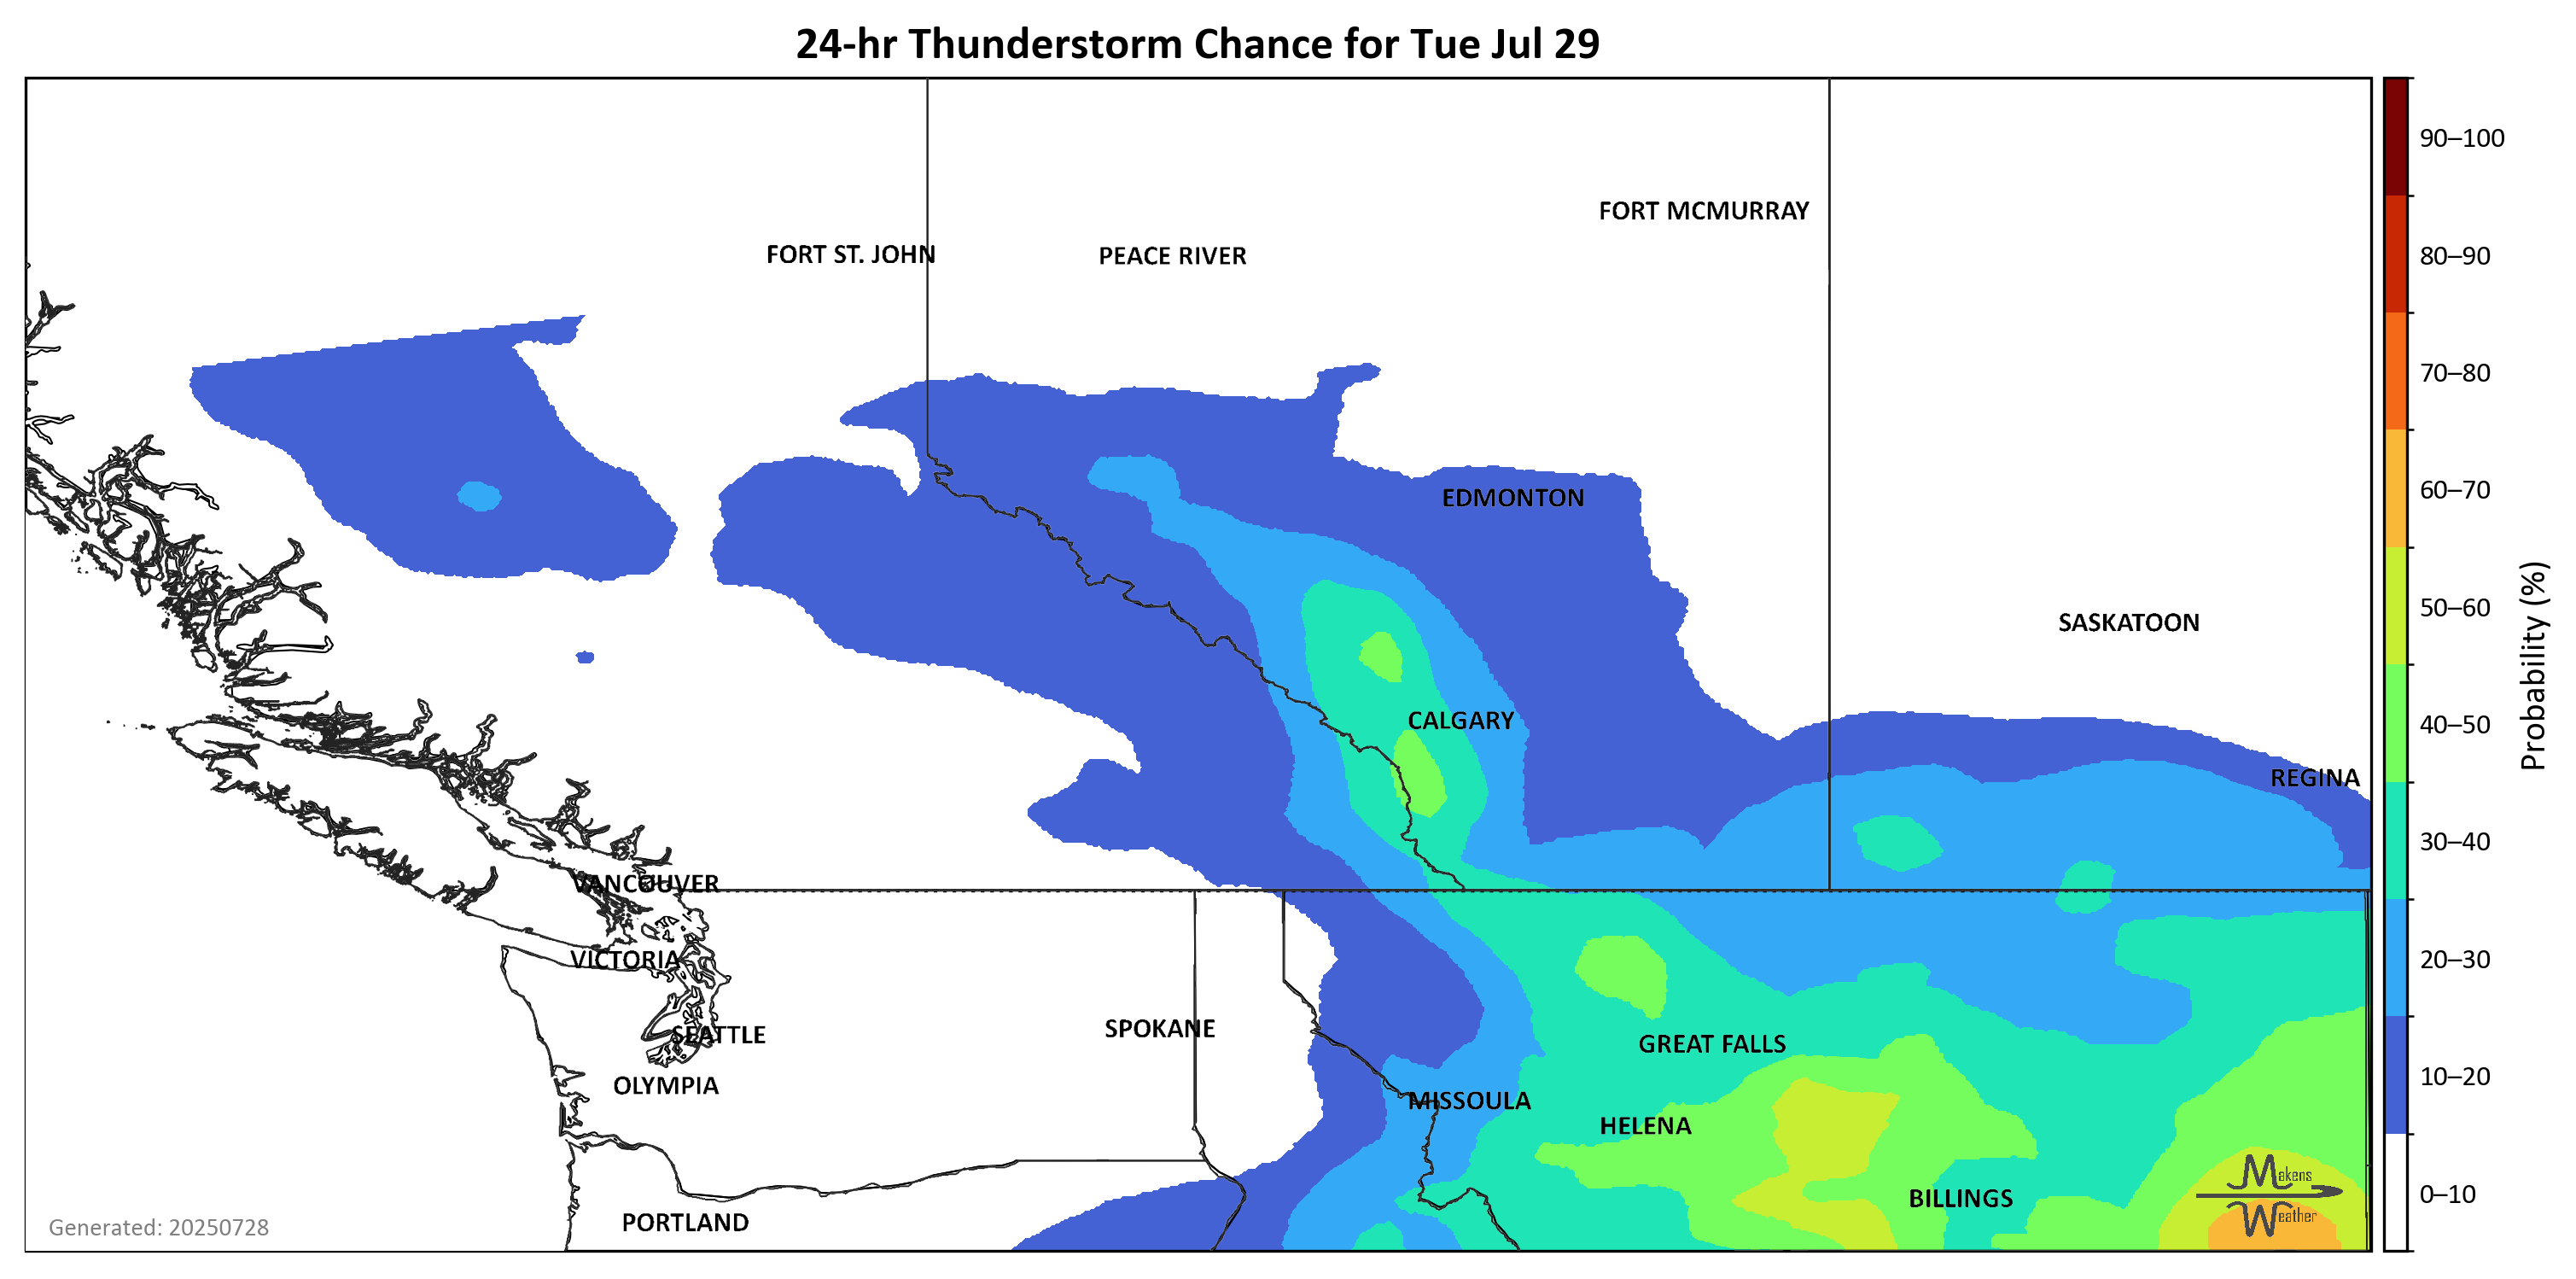 24-hr Thunderstorm Chance for Tue Jul 29
FORT MCMURRAY
FORT ST. JOHN
PEACE RIVER
EDMONTON
SASKATOON
CALGARY
REGINA
VANCOUVER
VICTORIA
SEATTLE
SPOKANE
GREAT FALLS
OLYMPIA
MISSOULA
HELENA
BILLINGS
PORTLAND
Makens
Weather
Generated: 20250728
90–100
80–90
70–80
60–70
50–60
40–50
30–40
20–30
10–20
0–10
Probability (%)